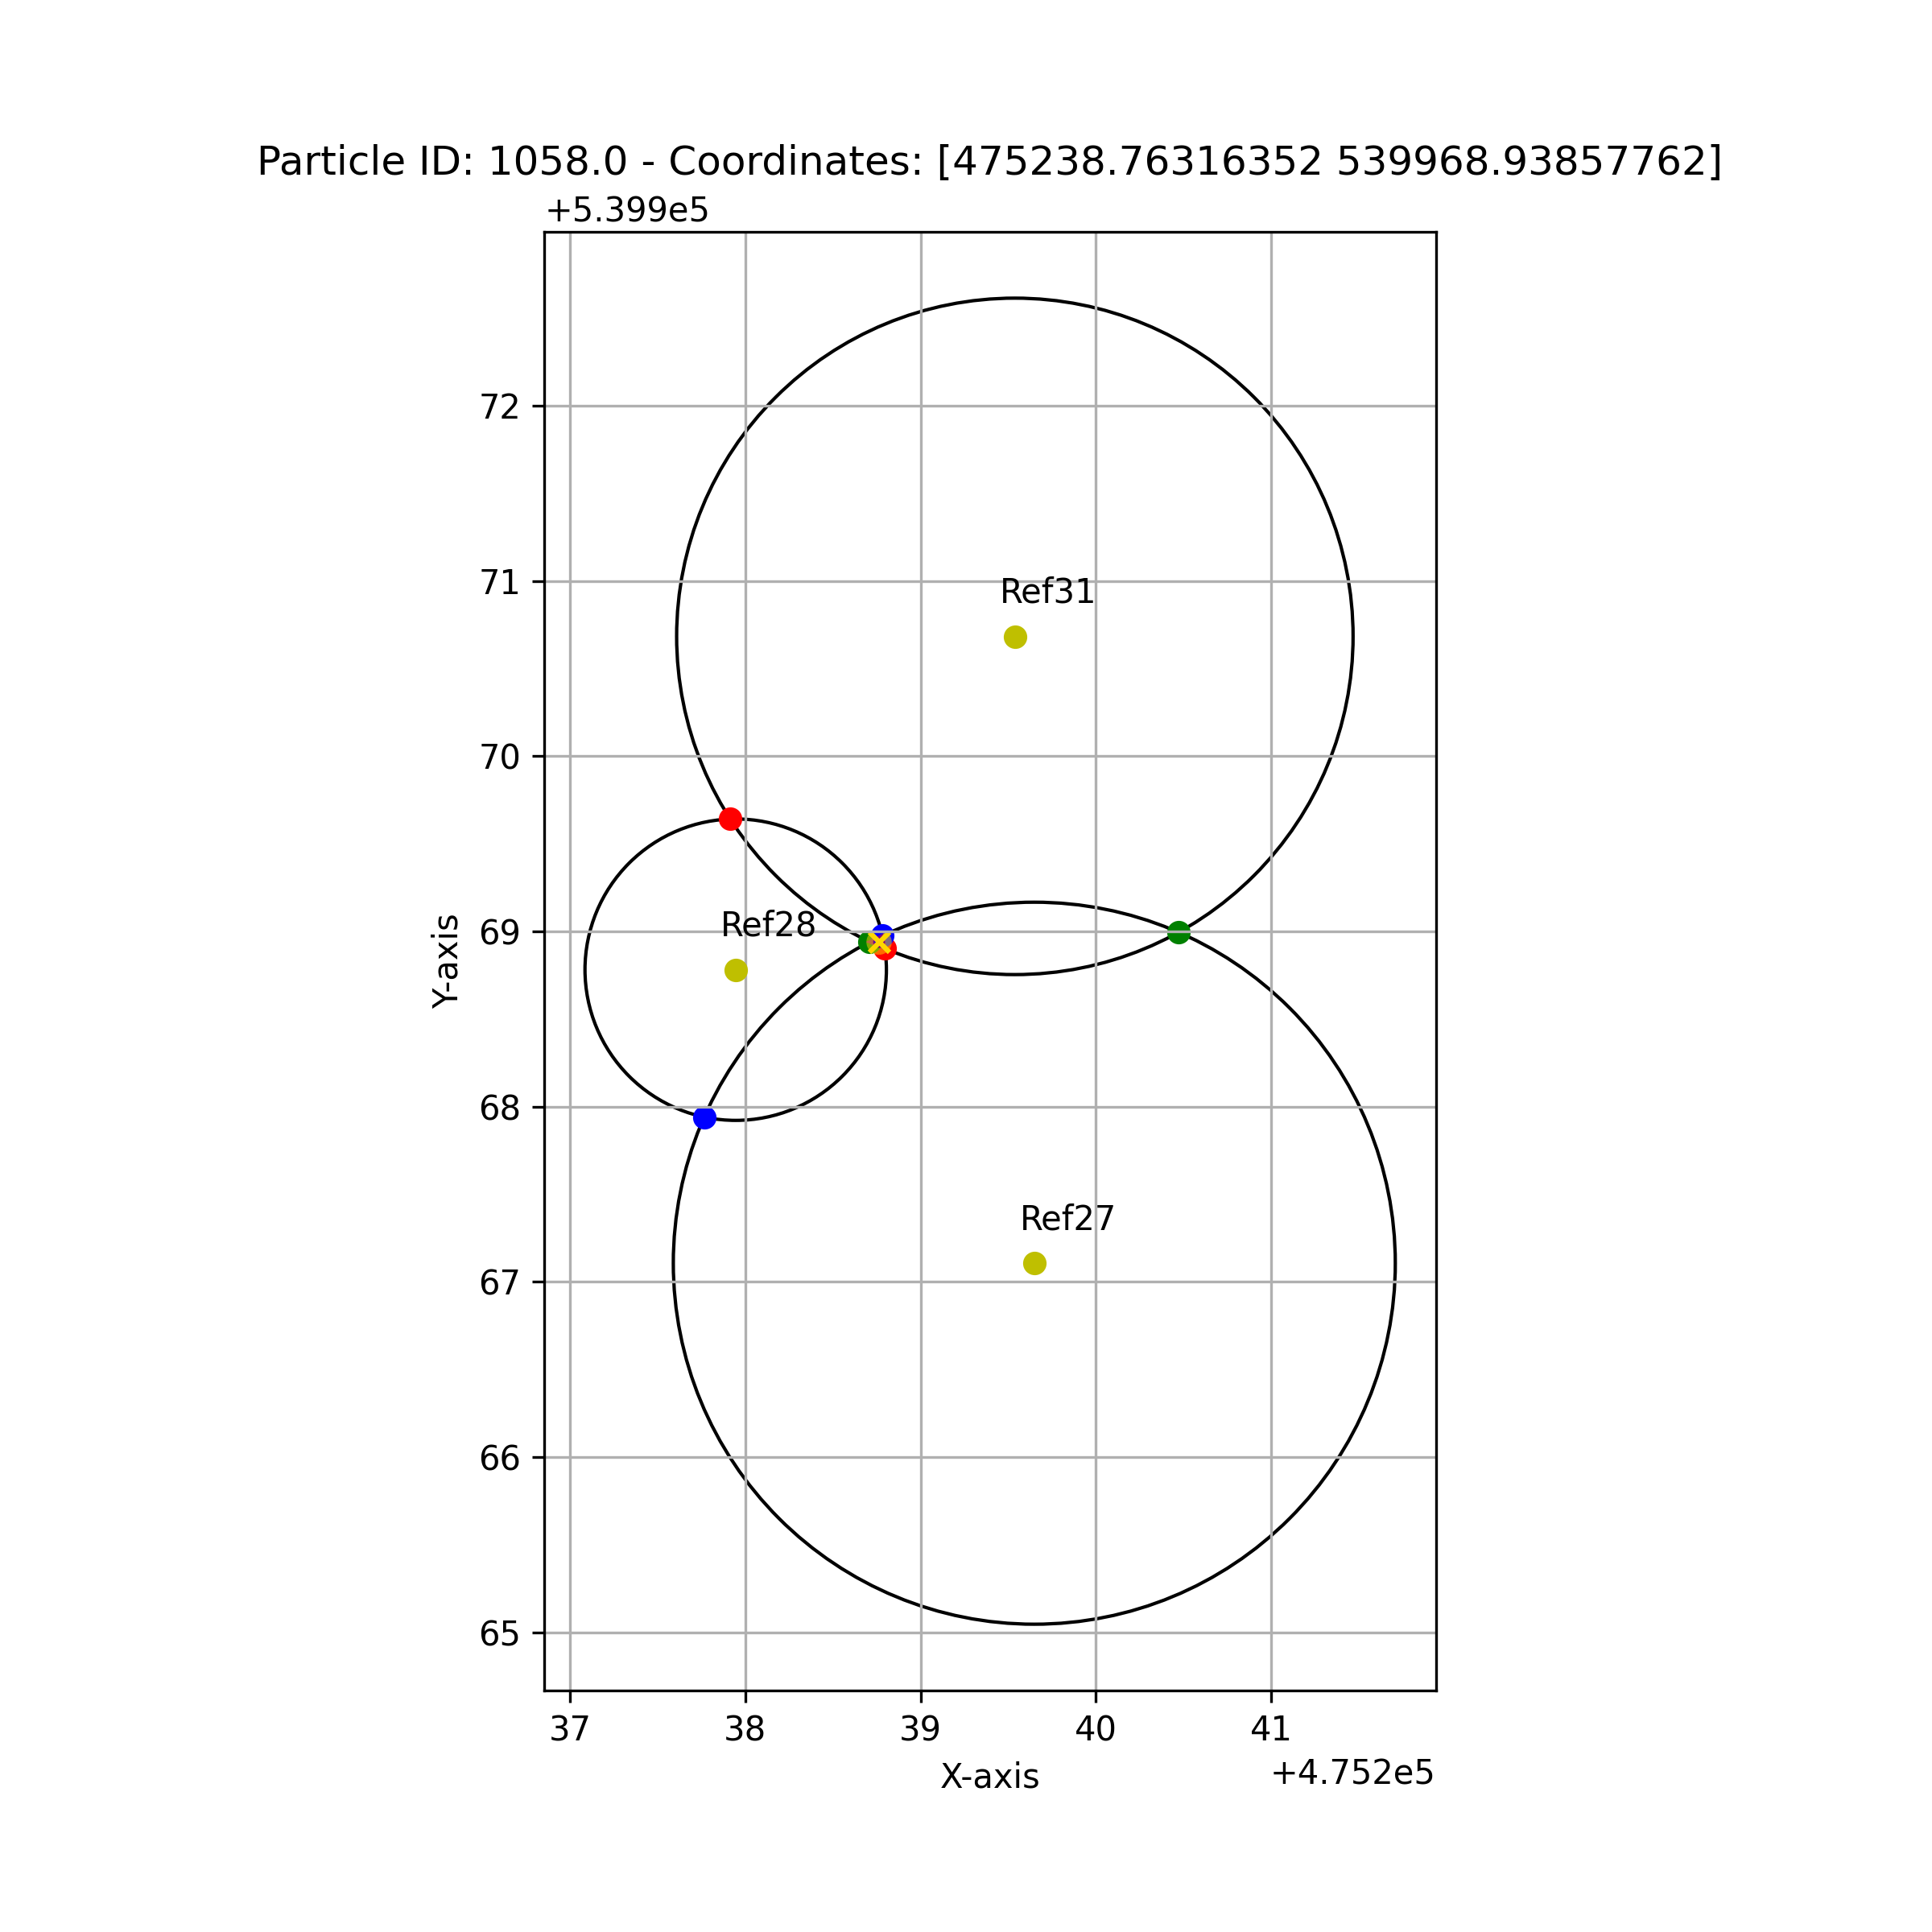 Particle ID: 1058.0 - Coordinates: [475238.76316352 539968.93857762]
+5.399e5
72
71
70
69
68
67
66
65
Y-axis
Ref31
Ref28
Ref27
37 38 39 40 41
X-axis
+4.752e5